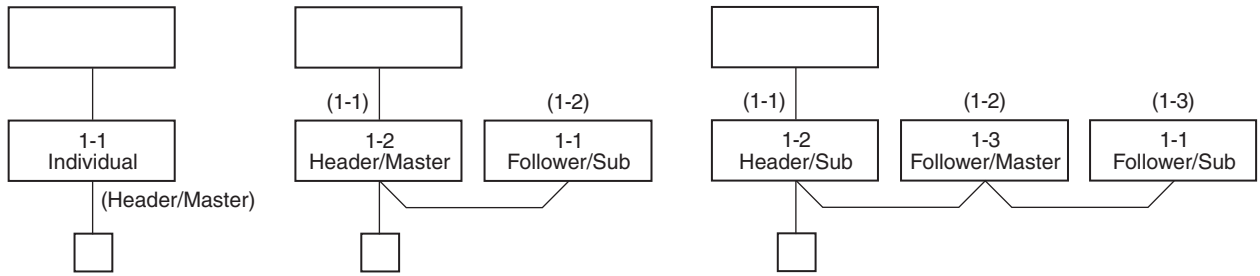 1-1
Individual
(Header/Master)
(1-1)
(1-2)
1-2
Header/Master
1-1
Follower/Sub
(1-1)
(1-2)
(1-3)
1-2
Header/Sub
1-3
Follower/Master
1-1
Follower/Sub